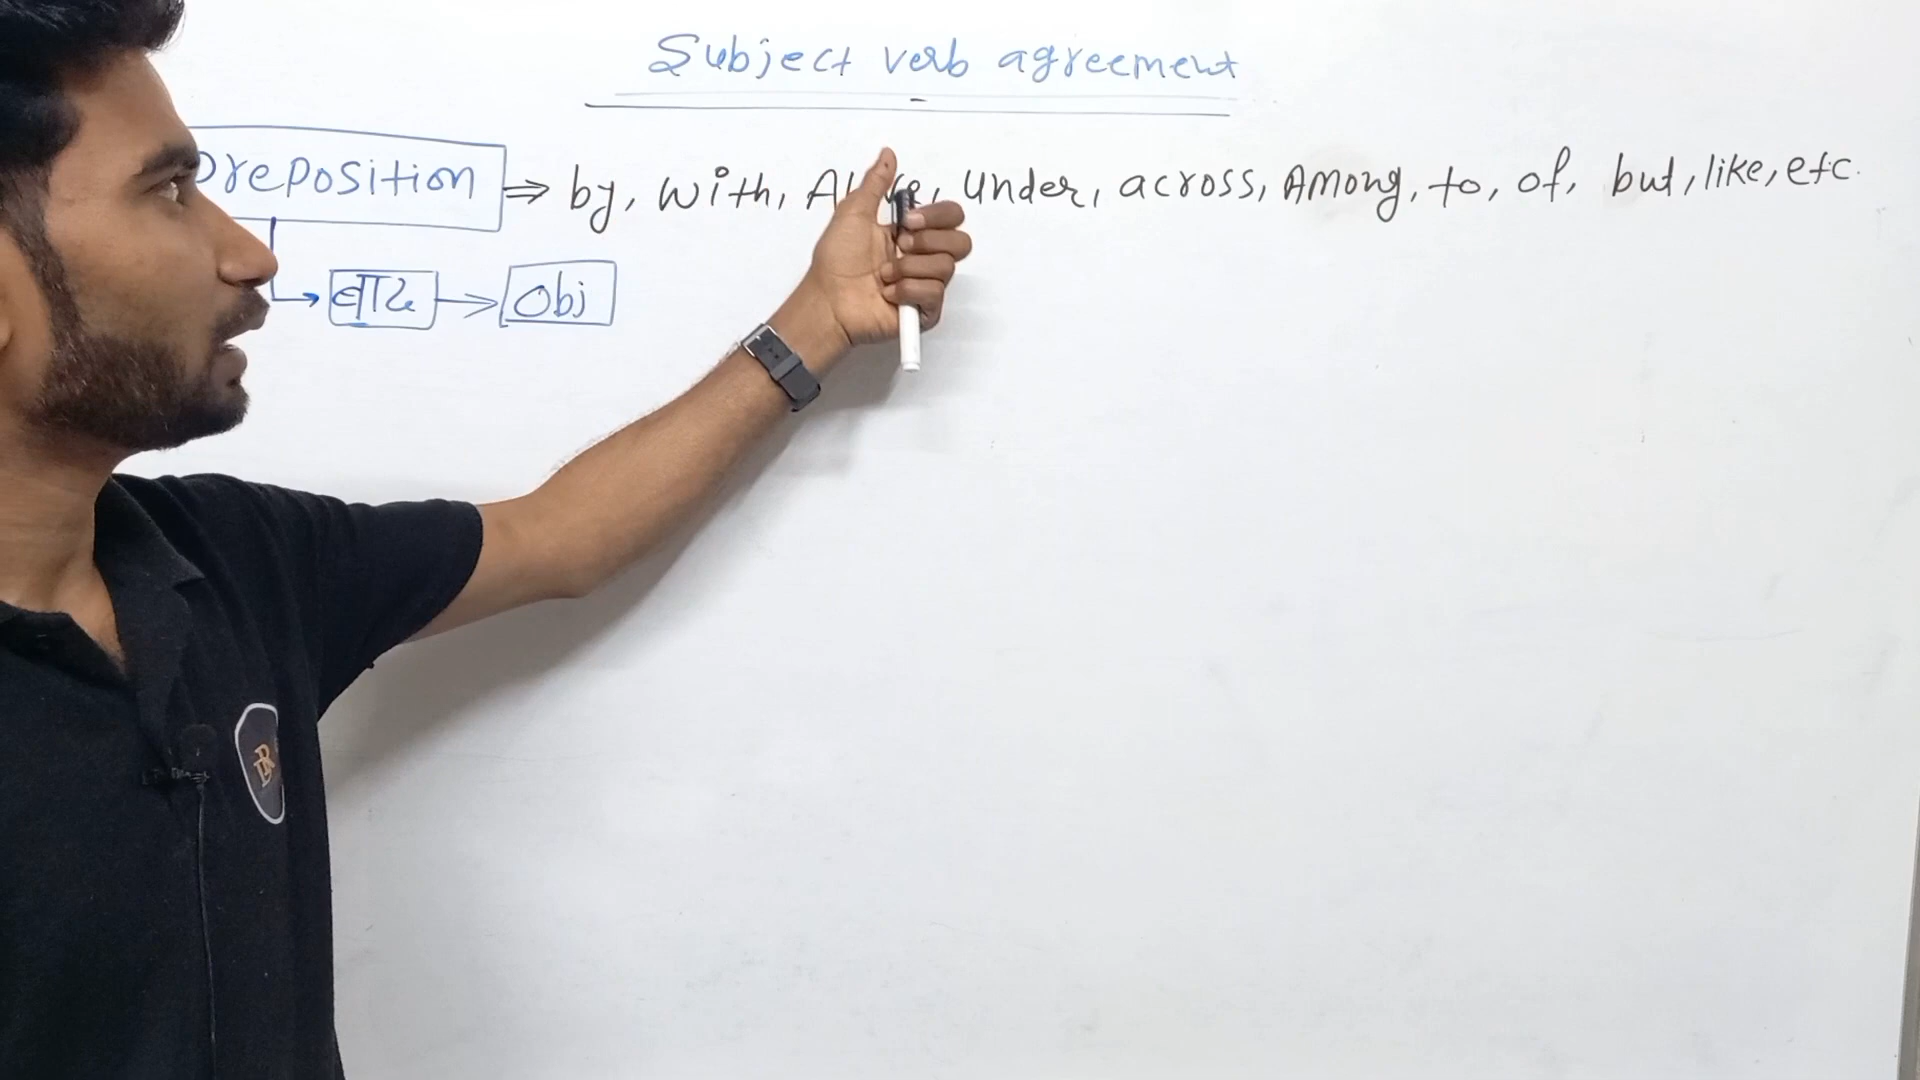 Subject verb agreement
preposition ⇒ by, with, Above, under, across, Among, to, of, but, like, etc.
बाद → Obj